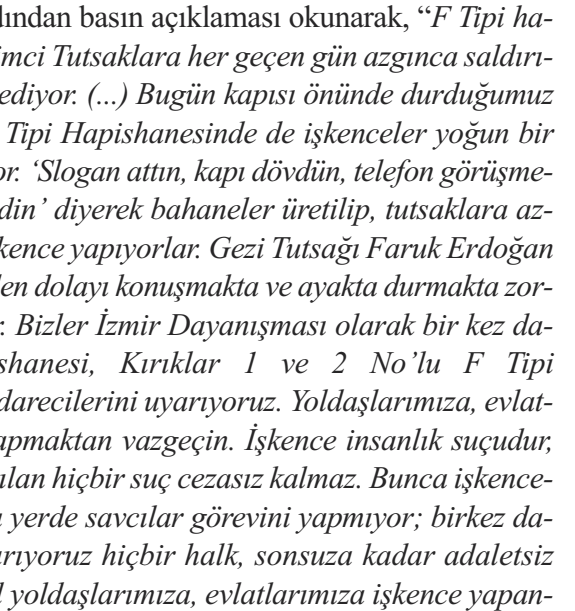 dından basın açıklaması okunarak, “F Tipi ha-
imci Tutsaklara her geçen gün azgınca saldırı-
ediyor. (...) Bugün kapısı önünde durduğumuz
Tipi Hapishanesinde de işkenceler yoğun bir
or. ‘Slogan attın, kapı dövdün, telefon görüşme-
din’ diyerek bahaneler üretilip, tutsaklara az-
kence yapıyorlar. Gezi Tutsağı Faruk Erdoğan
len dolayı konuşmakta ve ayakta durmakta zor-
r. Bizler İzmir Dayanışması olarak bir kez da-
shanesi, Kırıklar 1 ve 2 No’lu F Tipi
darecilerini uyarıyoruz. Yoldaşlarımıza, evlat-
apmaktan vazgeçin. İşkence insanlık suçudur,
ılan hiçbir suç cezasız kalmaz. Bunca işkence-
ı yerde savcılar görevini yapmıyor; birkez da-
arıyoruz hiçbir halk, sonsuza kadar adaletsiz
l yoldaşlarımıza, evlatlarımıza işkence yapan-